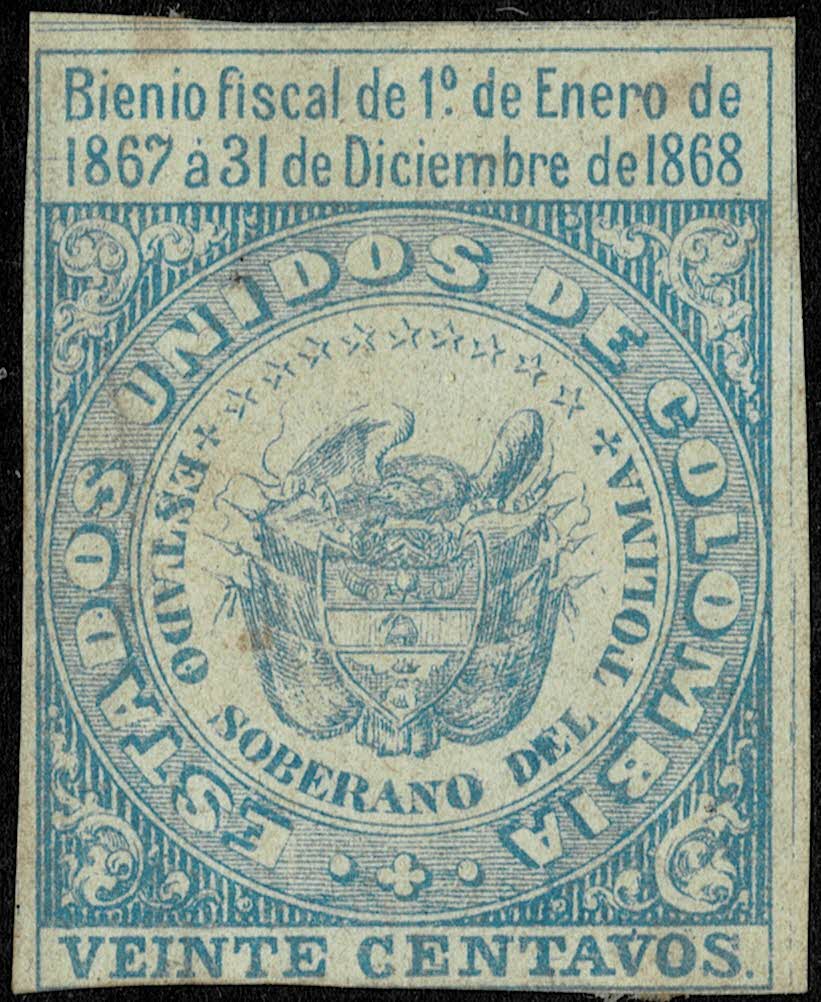 Bienio fiscal de 1º. de Enero de
1867 á 31 de Diciembre de 1868
ESTADOS UNIDOS DE COLOMBIA
ESTADO SOBERANO DEL TOLIMA
VEINTE CENTAVOS.